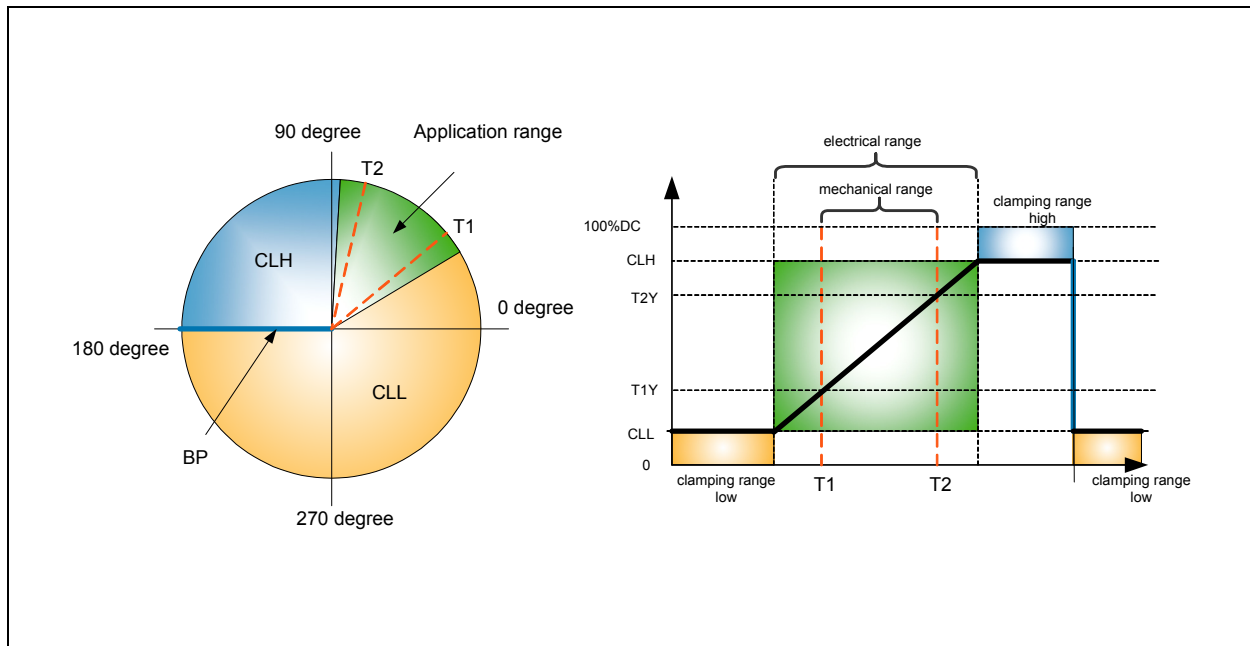 90 degree
Application range
T2
T1
CLH
0 degree
180 degree
CLL
BP
270 degree
electrical range
mechanical range
clamping range
high
100%DC
CLH
T2Y
T1Y
CLL
0
clamping range
low
T1
T2
clamping range
low